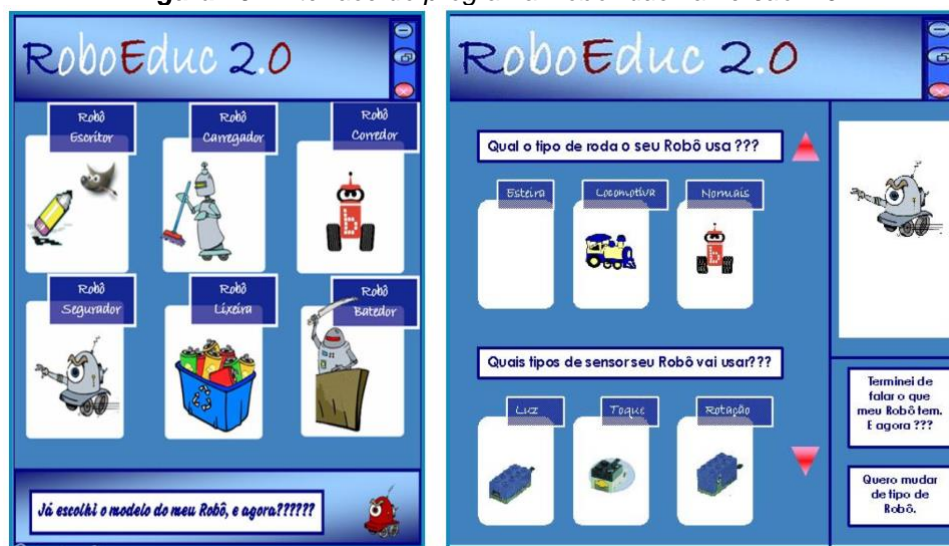 RoboEduc 2.0
Robô
Escritor
Robô
Carregador
Robô
Corredor
Robô
Segurador
Robô
Lixeira
Robô
Batedor
Já escolhi o modelo do meu Robô, e agora??????
RoboEduc 2.0
Qual o tipo de roda o seu Robô usa ???
Esteira
Locomotiva
Normais
Quais tipos de sensor seu Robô vai usar???
Luz
Toque
Rotação
Terminei de
falar o que
meu Robô tem.
E agora ???
Quero mudar
de tipo de
Robô.